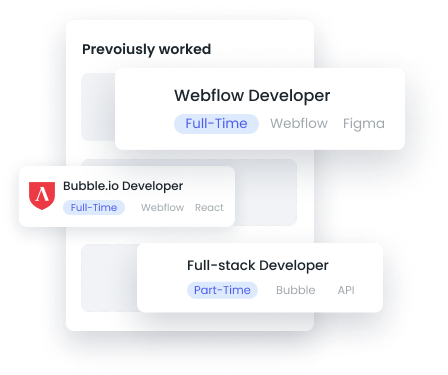 Prevoiusly worked
Webflow Developer
Full-Time Webflow Figma
Bubble.io Developer
Full-Time Webflow React
Full-stack Developer
Part-Time Bubble API